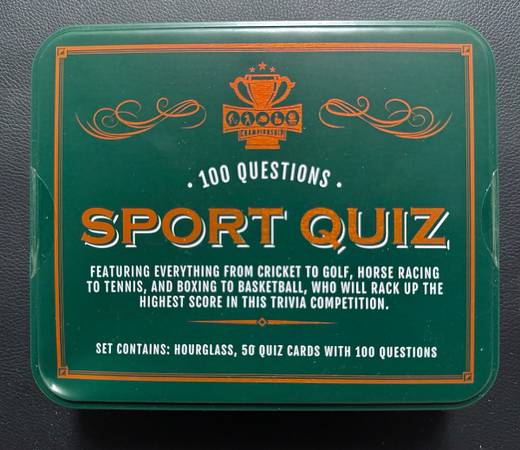 CHAMPIONSHIP
• 100 QUESTIONS •
SPORT QUIZ
FEATURING EVERYTHING FROM CRICKET TO GOLF, HORSE RACING
TO TENNIS, AND BOXING TO BASKETBALL, WHO WILL RACK UP THE
HIGHEST SCORE IN THIS TRIVIA COMPETITION.
SET CONTAINS: HOURGLASS, 50 QUIZ CARDS WITH 100 QUESTIONS